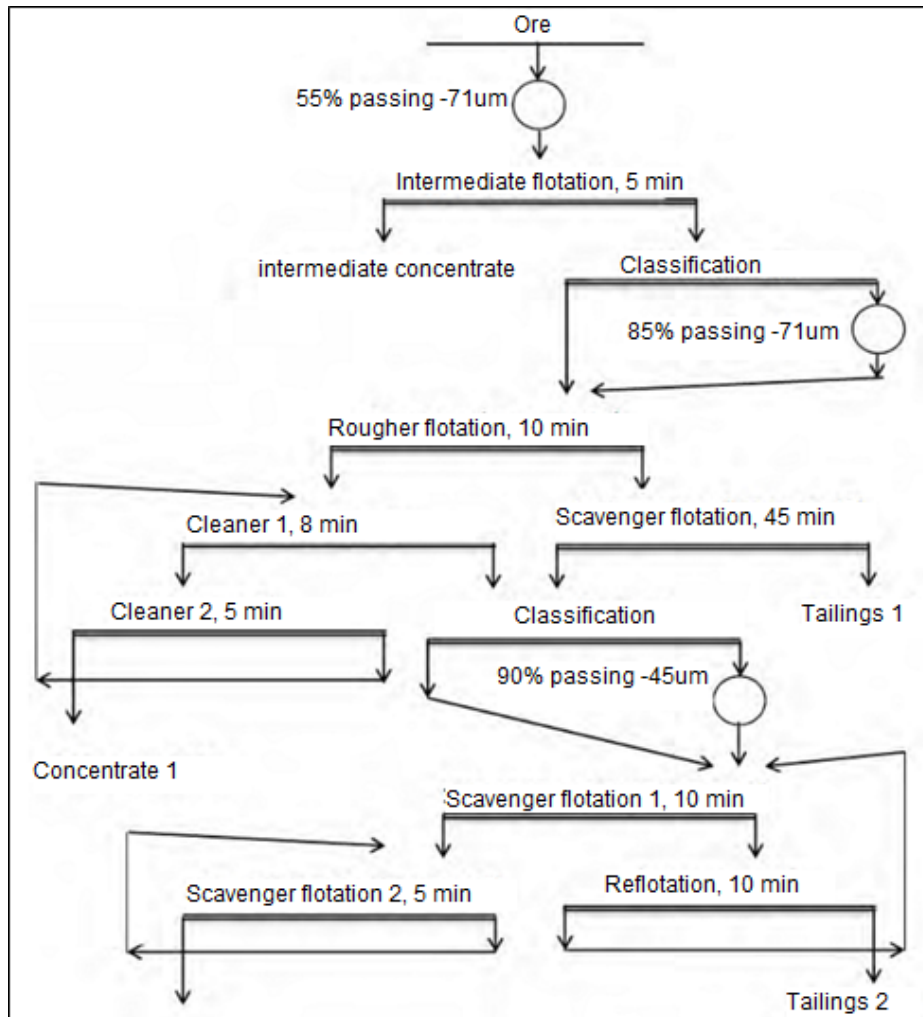 Ore
55% passing -71um
Intermediate flotation, 5 min
intermediate concentrate
Classification
85% passing -71um
Rougher flotation, 10 min
Cleaner 1, 8 min
Scavenger flotation, 45 min
Cleaner 2, 5 min
Classification
Tailings 1
90% passing -45um
Concentrate 1
Scavenger flotation 1, 10 min
Scavenger flotation 2, 5 min
Reflotation, 10 min
Tailings 2